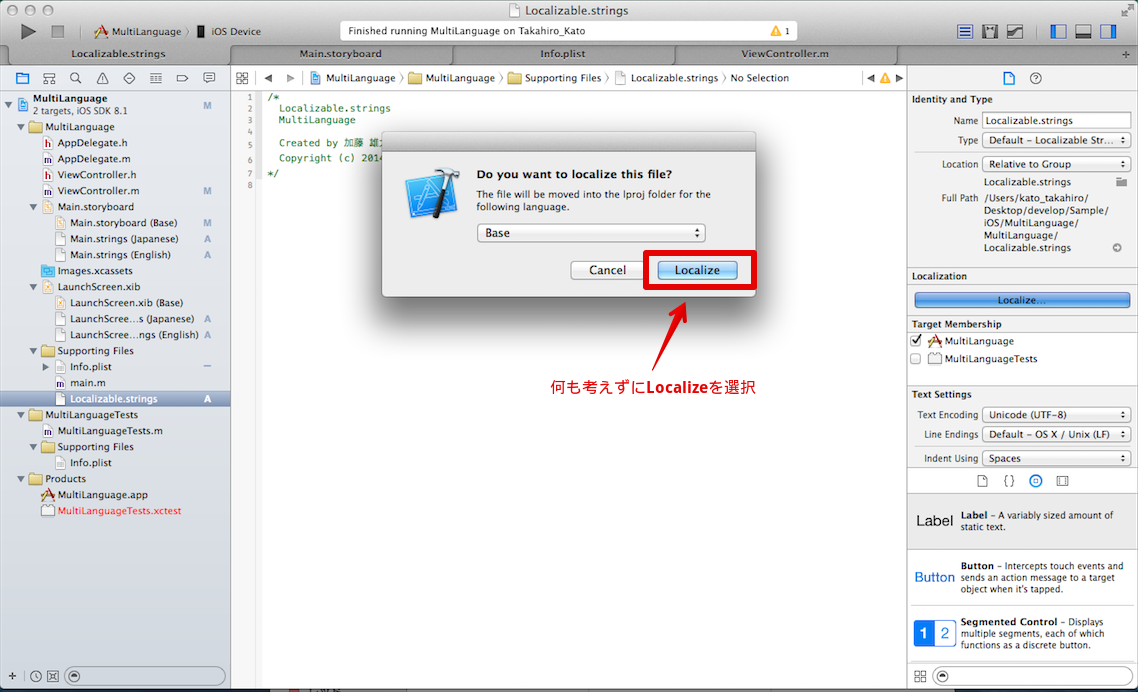 Localizable.strings
MultiLanguage
iOS Device
Finished running MultiLanguage on Takahiro_Kato
1
Localizable.strings
Main.storyboard
Info.plist
ViewController.m
MultiLanguage
MultiLanguage
Supporting Files
Localizable.strings
No Selection
MultiLanguage
M
2 targets, iOS SDK 8.1
MultiLanguage
AppDelegate.h
AppDelegate.m
ViewController.h
ViewController.m
M
Main.storyboard
Main.storyboard (Base)
M
Main.strings (Japanese)
A
Main.strings (English)
A
Images.xcassets
LaunchScreen.xib
LaunchScreen.xib (Base)
LaunchScree...s (Japanese)
A
LaunchScree...ngs (English)
A
Supporting Files
Info.plist
main.m
Localizable.strings
A
MultiLanguageTests
MultiLanguageTests.m
Supporting Files
Info.plist
Products
MultiLanguage.app
MultiLanguageTests.xctest
1 /*
2 Localizable.strings
3 MultiLanguage
4
5 Created by 加藤
6 Copyright (c) 2014
7 */
8
Do you want to localize this file?
The file will be moved into the lproj folder for the
following language.
Base
Cancel
Localize
何も考えずにLocalizeを選択
Identity and Type
Name Localizable.strings
Type Default - Localizable Str...
Location Relative to Group
Localizable.strings
Full Path /Users/kato_takahiro/
Desktop/develop/Sample/
iOS/MultiLanguage/
MultiLanguage/
Localizable.strings
Localization
Localize...
Target Membership
MultiLanguage
MultiLanguageTests
Text Settings
Text Encoding Unicode (UTF-8)
Line Endings Default - OS X / Unix (LF)
Indent Using Spaces
Label
Label - A variably sized amount of
static text.
Button
Button - Intercepts touch events and
sends an action message to a target
object when it's tapped.
1 2
Segmented Control - Displays
multiple segments, each of which
functions as a discrete button.